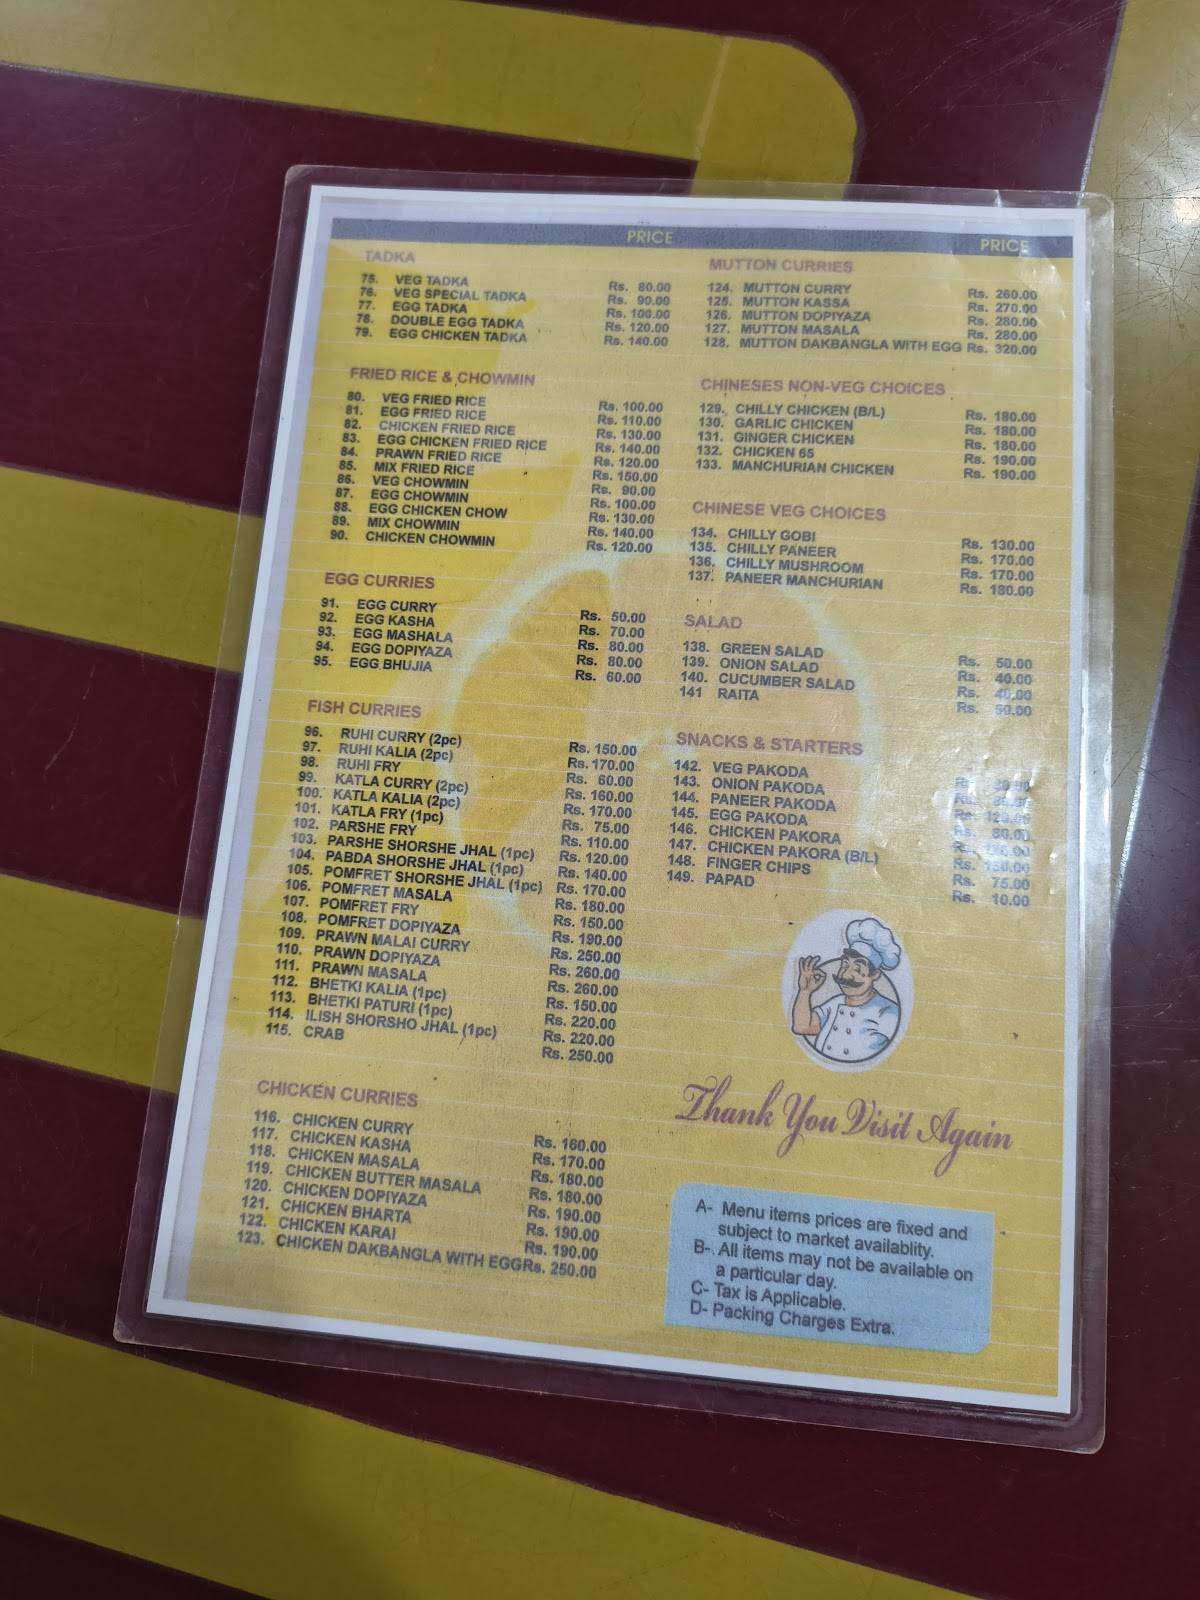 PRICE
TADKA
75. VEG TADKA Rs. 80.00
76. VEG SPECIAL TADKA Rs. 90.00
77. EGG TADKA Rs. 100.00
78. DOUBLE EGG TADKA Rs. 120.00
79. EGG CHICKEN TADKA Rs. 140.00
FRIED RICE & CHOWMIN
80. VEG FRIED RICE Rs. 100.00
81. EGG FRIED RICE Rs. 110.00
82. CHICKEN FRIED RICE Rs. 130.00
83. EGG CHICKEN FRIED RICE Rs. 140.00
84. PRAWN FRIED RICE Rs. 120.00
85. MIX FRIED RICE Rs. 150.00
86. VEG CHOWMIN Rs. 90.00
87. EGG CHOWMIN Rs. 100.00
88. EGG CHICKEN CHOW Rs. 130.00
89. MIX CHOWMIN Rs. 140.00
90. CHICKEN CHOWMIN Rs. 120.00
EGG CURRIES
91. EGG CURRY Rs. 50.00
92. EGG KASHA Rs. 70.00
93. EGG MASHALA Rs. 80.00
94. EGG DOPIYAZA Rs. 80.00
95. EGG BHUJIA Rs. 60.00
FISH CURRIES
96. RUHI CURRY (2pc) Rs. 150.00
97. RUHI KALIA (2pc) Rs. 170.00
98. RUHI FRY Rs. 60.00
99. KATLA CURRY (2pc) Rs. 160.00
100. KATLA KALIA (2pc) Rs. 170.00
101. KATLA FRY (1pc) Rs. 75.00
102. PARSHE FRY Rs. 110.00
103. PARSHE SHORSHE JHAL (1pc) Rs. 120.00
104. PABDA SHORSHE JHAL (1pc) Rs. 140.00
105. POMFRET SHORSHE JHAL (1pc) Rs. 170.00
106. POMFRET MASALA Rs. 180.00
107. POMFRET FRY Rs. 150.00
108. POMFRET DOPIYAZA Rs. 190.00
109. PRAWN MALAI CURRY Rs. 250.00
110. PRAWN DOPIYAZA Rs. 260.00
111. PRAWN MASALA Rs. 260.00
112. BHETKI KALIA (1pc) Rs. 150.00
113. BHETKI PATURI (1pc) Rs. 220.00
114. ILISH SHORSHO JHAL (1pc) Rs. 220.00
115. CRAB Rs. 250.00
CHICKEN CURRIES
116. CHICKEN CURRY Rs. 160.00
117. CHICKEN KASHA Rs. 170.00
118. CHICKEN MASALA Rs. 180.00
119. CHICKEN BUTTER MASALA Rs. 180.00
120. CHICKEN DOPIYAZA Rs. 190.00
121. CHICKEN BHARTA Rs. 190.00
122. CHICKEN KARAI Rs. 190.00
123. CHICKEN DAKBANGLA WITH EGG Rs. 250.00
PRICE
MUTTON CURRIES
124. MUTTON CURRY Rs. 260.00
125. MUTTON KASSA Rs. 270.00
126. MUTTON DOPIYAZA Rs. 280.00
127. MUTTON MASALA Rs. 280.00
128. MUTTON DAKBANGLA WITH EGG Rs. 320.00
CHINESES NON-VEG CHOICES
129. CHILLY CHICKEN (B/L) Rs. 180.00
130. GARLIC CHICKEN Rs. 180.00
131. GINGER CHICKEN Rs. 180.00
132. CHICKEN 65 Rs. 190.00
133. MANCHURIAN CHICKEN Rs. 190.00
CHINESE VEG CHOICES
134. CHILLY GOBI Rs. 130.00
135. CHILLY PANEER Rs. 170.00
136. CHILLY MUSHROOM Rs. 170.00
137. PANEER MANCHURIAN Rs. 180.00
SALAD
138. GREEN SALAD Rs. 50.00
139. ONION SALAD Rs. 40.00
140. CUCUMBER SALAD Rs. 40.00
141 RAITA Rs. 50.00
SNACKS & STARTERS
142. VEG PAKODA Rs.
143. ONION PAKODA Rs.
144. PANEER PAKODA Rs.
145. EGG PAKODA Rs. 80.00
146. CHICKEN PAKORA Rs.
147. CHICKEN PAKORA (B/L) Rs.
148. FINGER CHIPS Rs. 75.00
149. PAPAD Rs. 10.00
Thank You Visit Again
A- Menu items prices are fixed and
subject to market availablity.
B-. All items may not be available on
a particular day.
C- Tax is Applicable.
D- Packing Charges Extra.